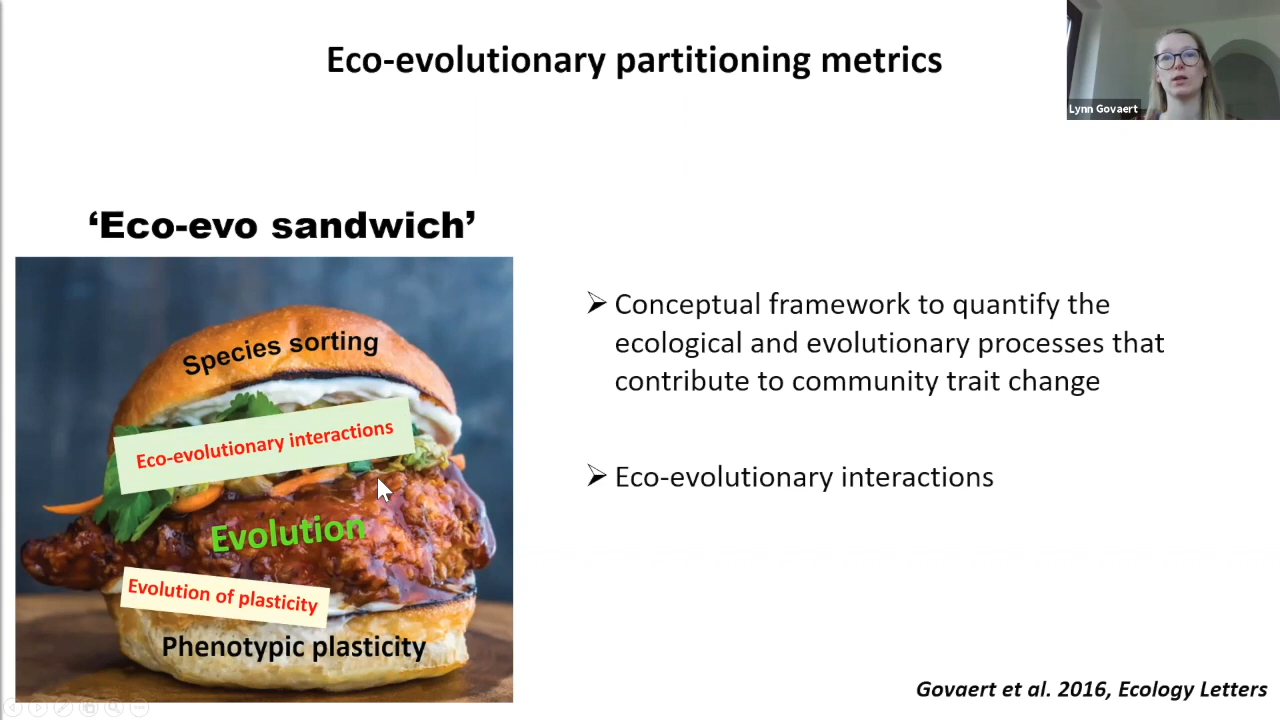 Eco-evolutionary partitioning metrics
Lynn Govaert
‘Eco-evo sandwich’
Species sorting
Eco-evolutionary interactions
Evolution
Evolution of plasticity
Phenotypic plasticity
➢ Conceptual framework to quantify the
ecological and evolutionary processes that
contribute to community trait change
➢ Eco-evolutionary interactions
Govaert et al. 2016, Ecology Letters